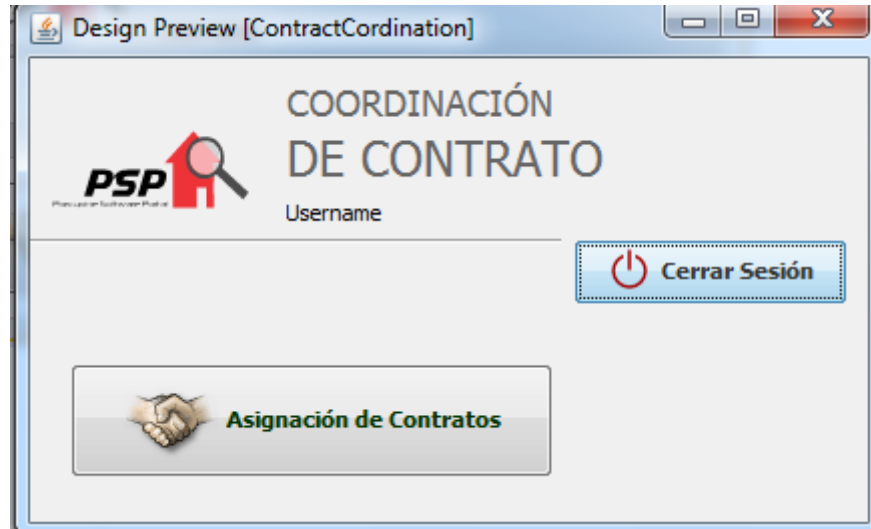 Design Preview [ContractCordination]
COORDINACIÓN
DE CONTRATO
PSP
Username
Cerrar Sesión
Asignación de Contratos